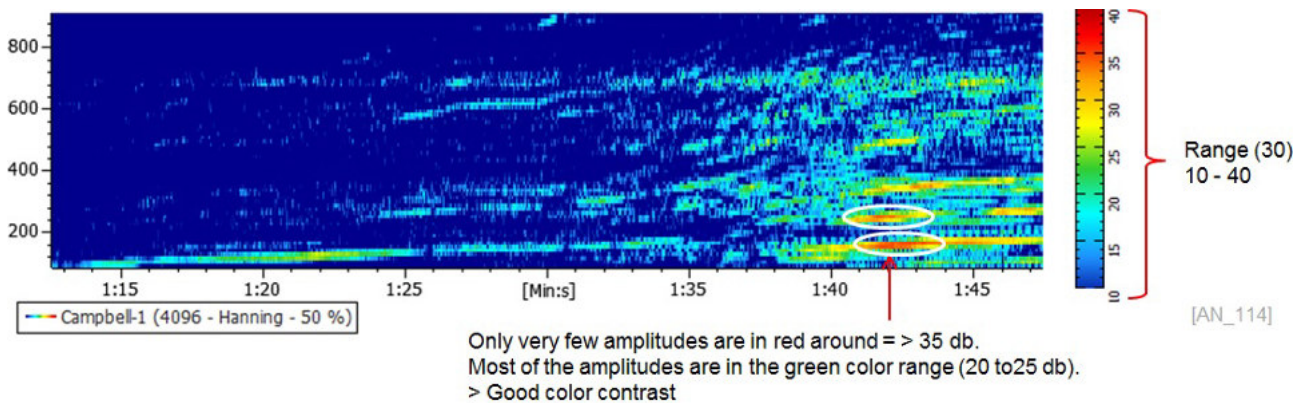 800
600
400
200
1:15
1:20
1:25
[Min:s]
1:35
1:40
1:45
Campbell-1 (4096 - Hanning - 50 %)
40
35
30
25
20
15
10
Range (30)
10 - 40
[AN_114]
Only very few amplitudes are in red around = > 35 db.
Most of the amplitudes are in the green color range (20 to25 db).
> Good color contrast